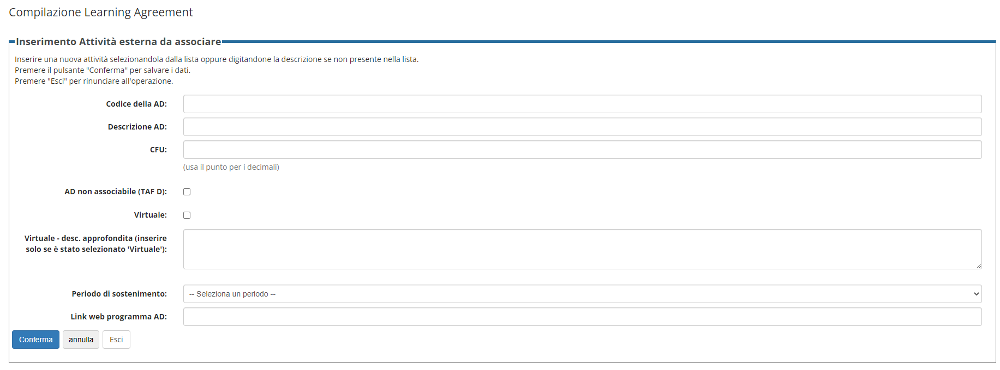 Compilazione Learning Agreement
Inserimento Attività esterna da associare
Inserire una nuova attività selezionandola dalla lista oppure digitandone la descrizione se non presente nella lista.
Premere il pulsante "Conferma" per salvare i dati.
Premere "Esci" per rinunciare all'operazione.
Codice della AD:
Descrizione AD:
CFU:
(usa il punto per i decimali)
AD non associabile (TAF D):
Virtuale:
Virtuale - desc. approfondita (inserire
solo se è stato selezionato 'Virtuale'):
Periodo di sostenimento: -- Seleziona un periodo --
Link web programma AD:
Conferma annulla Esci